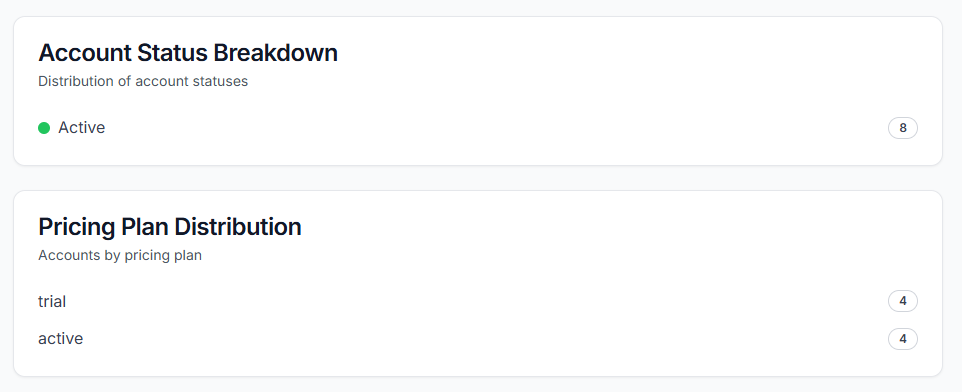 Account Status Breakdown
Distribution of account statuses
Active 8
Pricing Plan Distribution
Accounts by pricing plan
trial 4
active 4